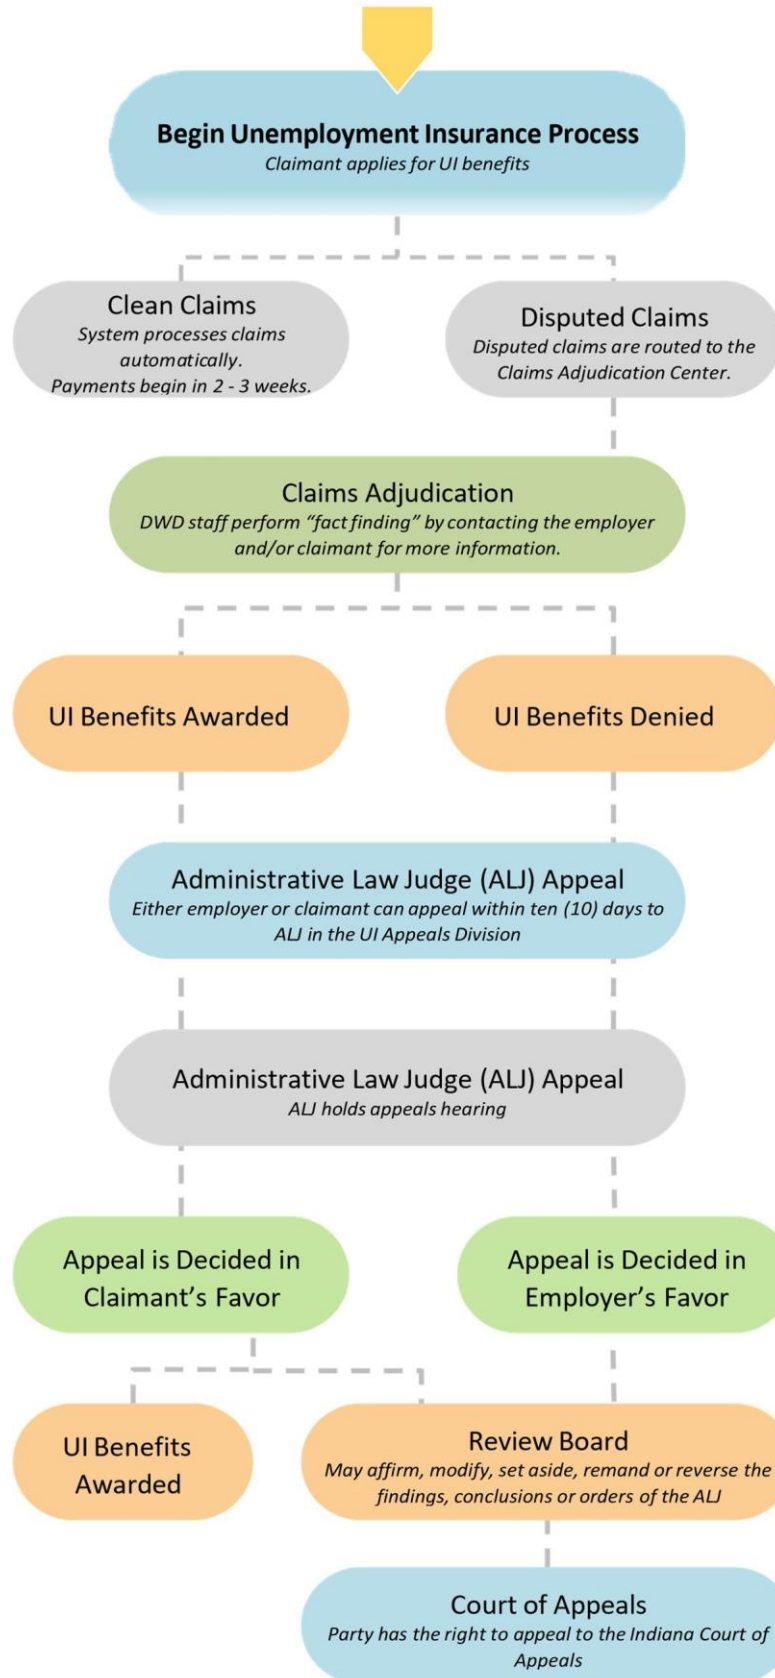 Begin Unemployment Insurance Process
Claimant applies for UI benefits
Clean Claims
System processes claims
automatically.
Payments begin in 2 - 3 weeks.
Disputed Claims
Disputed claims are routed to the
Claims Adjudication Center.
Claims Adjudication
DWD staff perform “fact finding” by contacting the employer
and/or claimant for more information.
UI Benefits Awarded
UI Benefits Denied
Administrative Law Judge (ALJ) Appeal
Either employer or claimant can appeal within ten (10) days to
ALJ in the UI Appeals Division
Administrative Law Judge (ALJ) Appeal
ALJ holds appeals hearing
Appeal is Decided in
Claimant’s Favor
Appeal is Decided in
Employer’s Favor
UI Benefits
Awarded
Review Board
May affirm, modify, set aside, remand or reverse the
findings, conclusions or orders of the ALJ
Court of Appeals
Party has the right to appeal to the Indiana Court of
Appeals